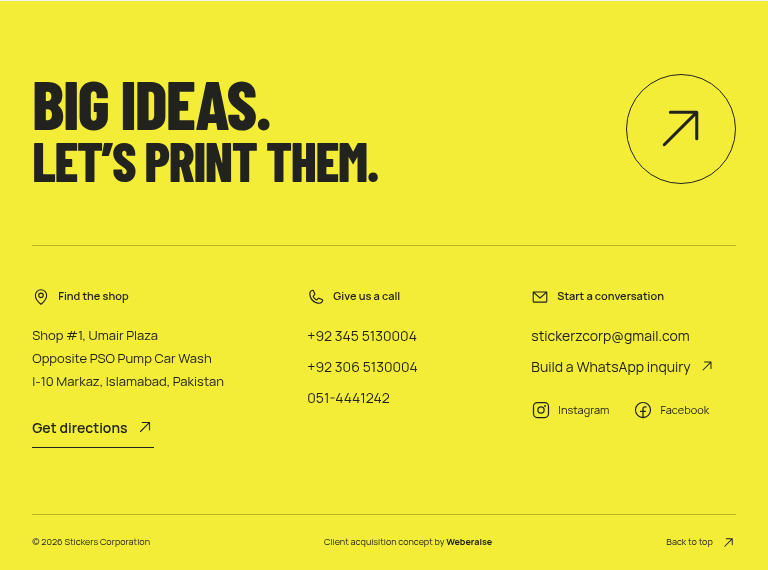 BIG IDEAS.
LET’S PRINT THEM.
Find the shop
Shop #1, Umair Plaza
Opposite PSO Pump Car Wash
I-10 Markaz, Islamabad, Pakistan
Get directions
Give us a call
+92 345 5130004
+92 306 5130004
051-4441242
Start a conversation
stickerzcorp@gmail.com
Build a WhatsApp inquiry
Instagram
Facebook
© 2026 Stickers Corporation
Client acquisition concept by Weberaise
Back to top